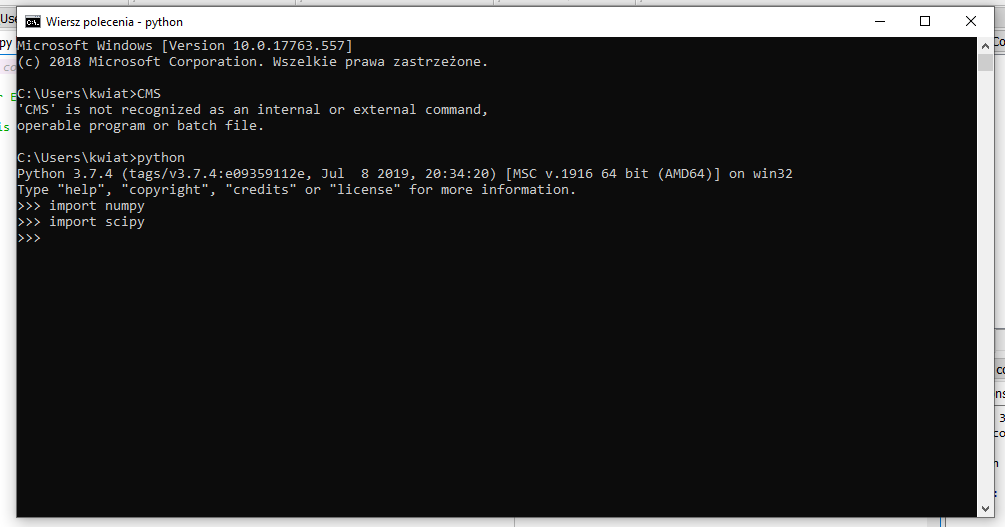 Wiersz polecenia - python
Microsoft Windows [Version 10.0.17763.557]
(c) 2018 Microsoft Corporation. Wszelkie prawa zastrzeżone.
C:\Users\kwiat>CMS
'CMS' is not recognized as an internal or external command,
operable program or batch file.
C:\Users\kwiat>python
Python 3.7.4 (tags/v3.7.4:e09359112e, Jul  8 2019, 20:34:20) [MSC v.1916 64 bit (AMD64)] on win32
Type "help", "copyright", "credits" or "license" for more information.
>>> import numpy
>>> import scipy
>>>